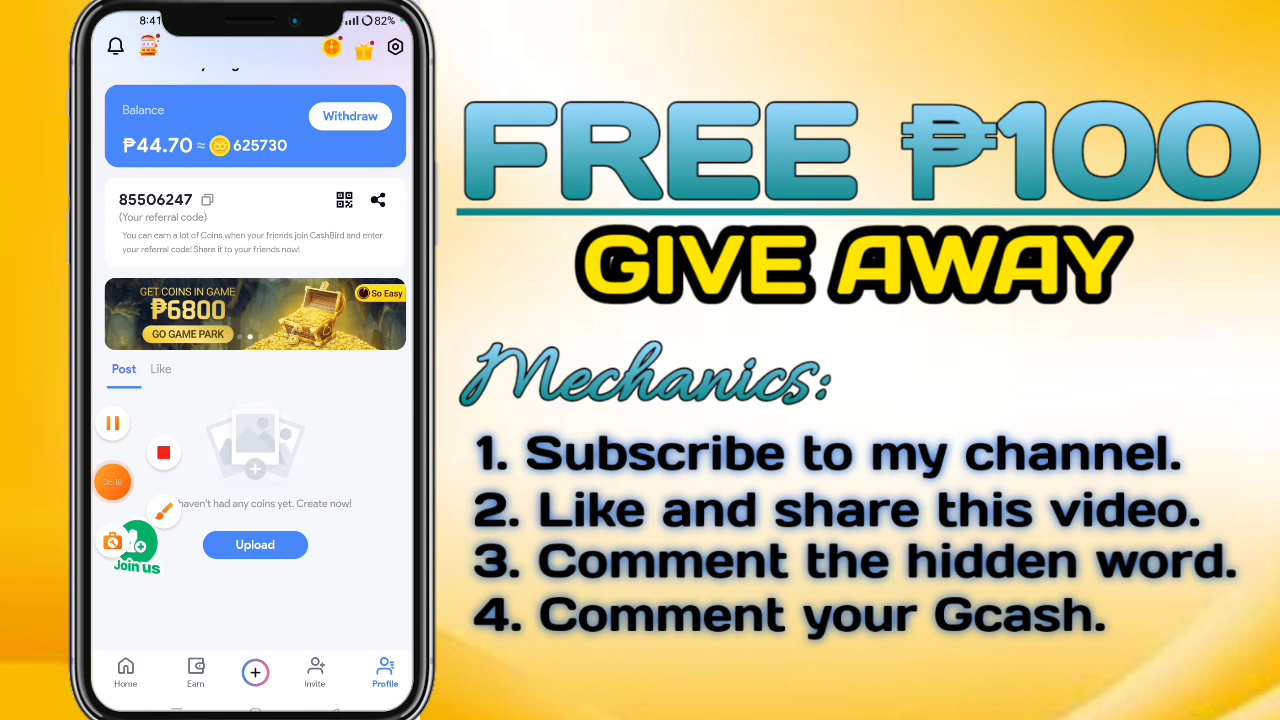 8:41
82%
Balance
Withdraw
₱44.70 ≈ 625730
85506247
(Your referral code)
You can earn a lot of Coins when your friends join CashBird and enter
your referral code! Share it to your friends now!
GET COINS IN GAME
₱6800
So Easy
GO GAME PARK
Post Like
haven't had any coins yet. Create now!
Upload
Join us
Home
Earn
Invite
Profile
FREE ₱100
GIVE AWAY
Mechanics:
1. Subscribe to my channel.
2. Like and share this video.
3. Comment the hidden word.
4. Comment your Gcash.